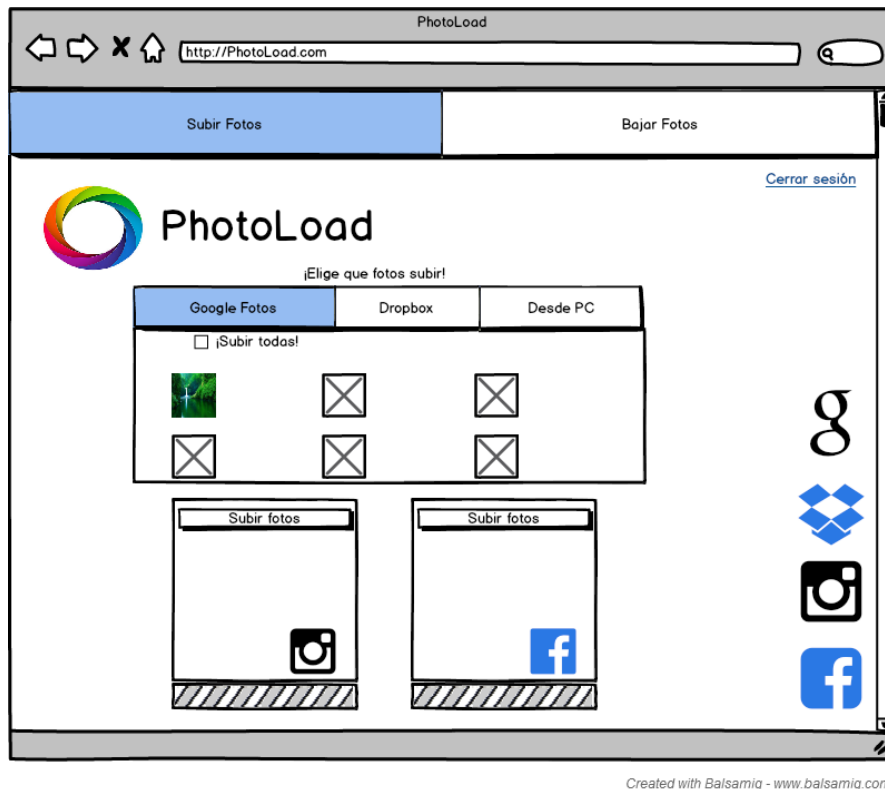 PhotoLoad
http://PhotoLoad.com
Subir Fotos
Bajar Fotos
Cerrar sesión
PhotoLoad
¡Elige que fotos subir!
Google Fotos
Dropbox
Desde PC
¡Subir todas!
Subir fotos
Subir fotos
Created with Balsamiq - www.balsamiq.com